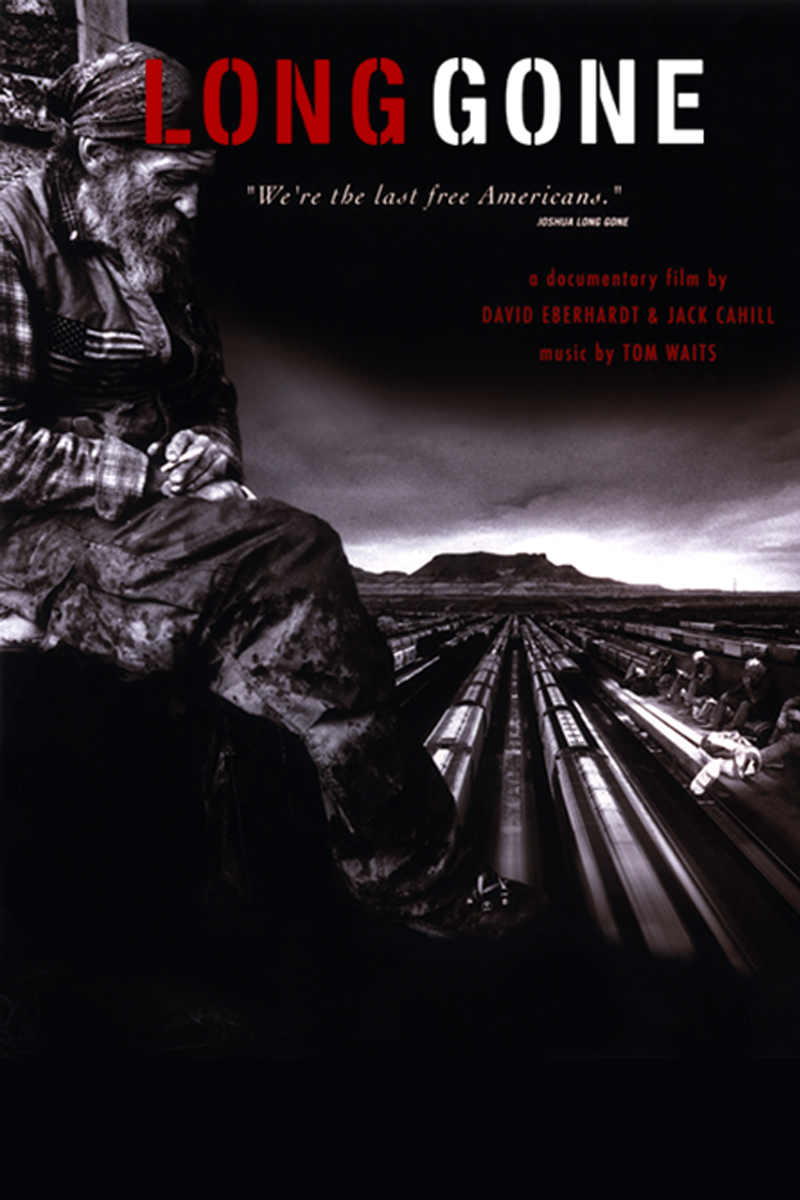 LONG GONE
"We're the last free Americans."
JOSHUA LONG GONE
a documentary film by
DAVID EBERHARDT & JACK CAHILL
music by TOM WAITS